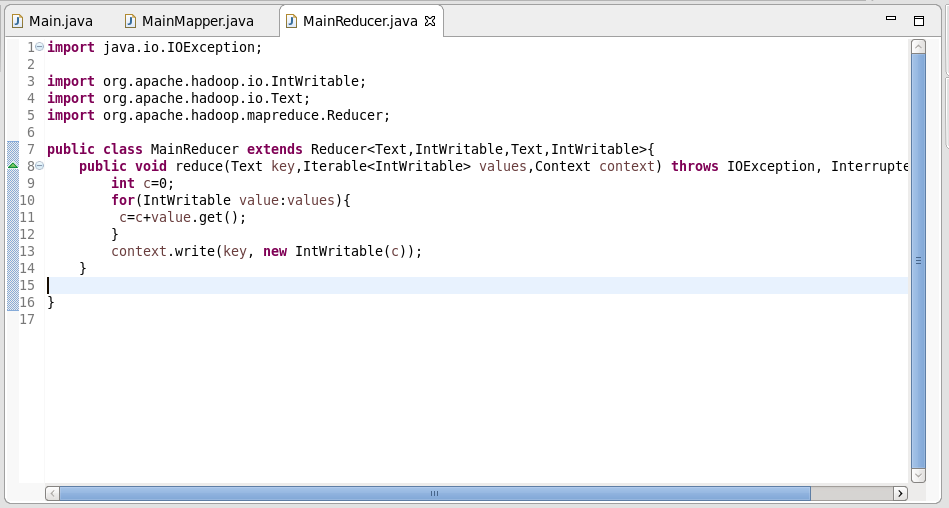 Main.java MainMapper.java MainReducer.java
1 import java.io.IOException;
2
3 import org.apache.hadoop.io.IntWritable;
4 import org.apache.hadoop.io.Text;
5 import org.apache.hadoop.mapreduce.Reducer;
6
7 public class MainReducer extends Reducer<Text,IntWritable,Text,IntWritable>{
8 public void reduce(Text key,Iterable<IntWritable> values,Context context) throws IOException, Interrupte
9 int c=0;
10 for(IntWritable value:values){
11 c=c+value.get();
12 }
13 context.write(key, new IntWritable(c));
14 }
15
16 }
17